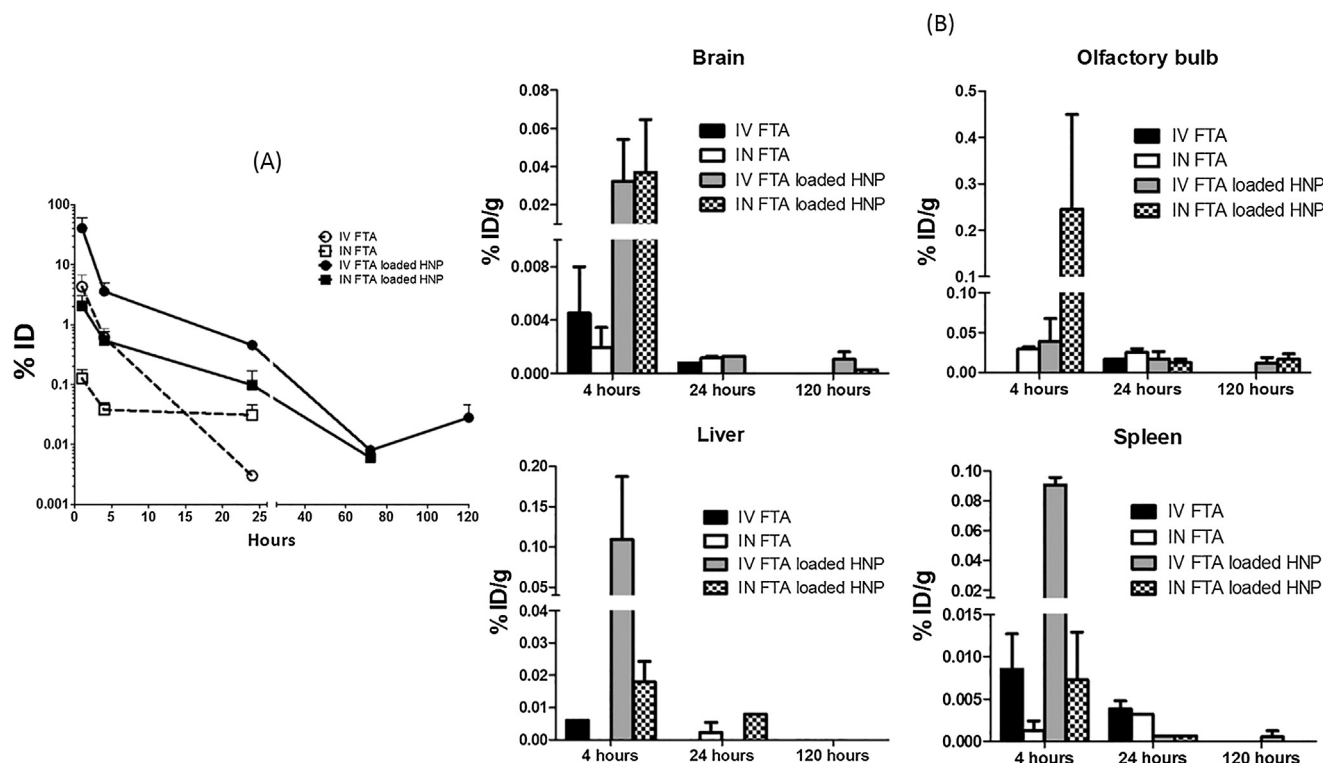 (A)
% ID
100
10
1
0.1
0.01
0.001
0
5
10
15
20
25
40
60
80
100
120
Hours
IV FTA
IN FTA
IV FTA loaded HNP
IN FTA loaded HNP
(B)
Brain
% ID/g
0.08
0.06
0.04
0.02
0.008
0.004
0.000
IV FTA
IN FTA
IV FTA loaded HNP
IN FTA loaded HNP
4 hours
24 hours
120 hours
Olfactory bulb
% ID/g
0.5
0.4
0.3
0.2
0.1
0.10
0.05
0.00
IV FTA
IN FTA
IV FTA loaded HNP
IN FTA loaded HNP
4 hours
24 hours
120 hours
Liver
% ID/g
0.20
0.15
0.10
0.05
0.04
0.03
0.02
0.01
0.00
IV FTA
IN FTA
IV FTA loaded HNP
IN FTA loaded HNP
4 hours
24 hours
120 hours
Spleen
% ID/g
0.10
0.08
0.06
0.04
0.02
0.015
0.010
0.005
0.000
IV FTA
IN FTA
IV FTA loaded HNP
IN FTA loaded HNP
4 hours
24 hours
120 hours